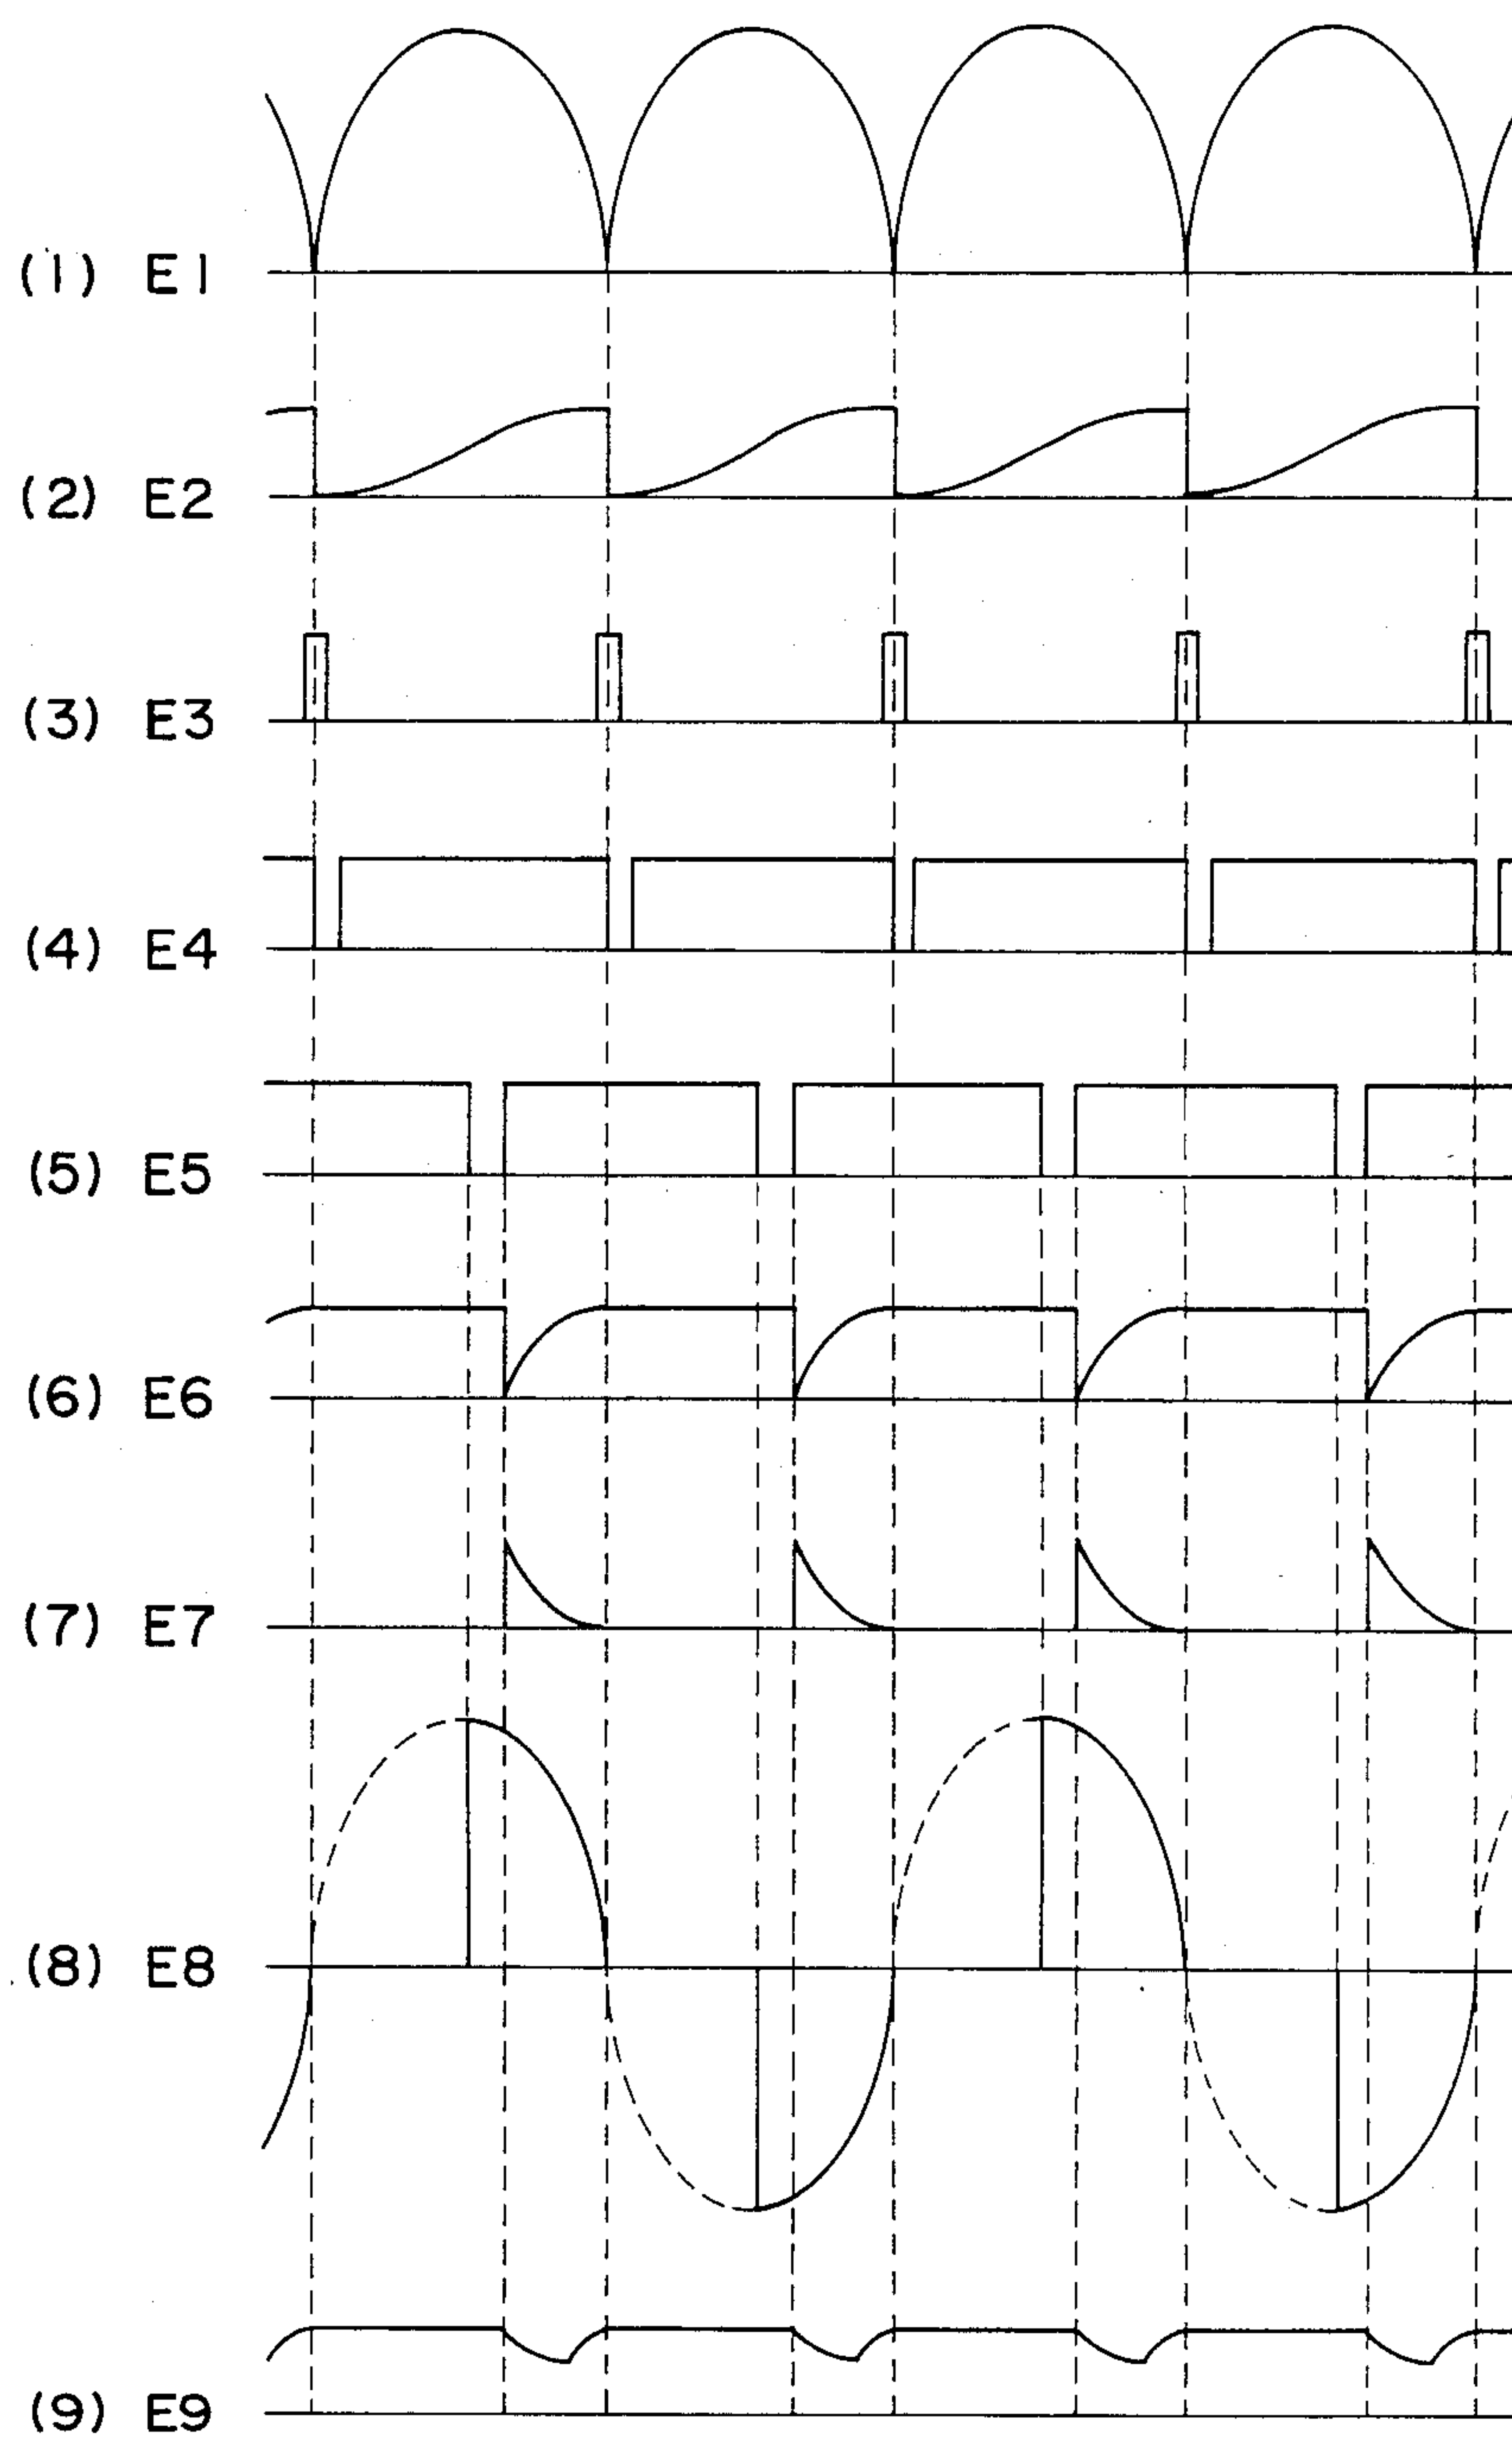 (1) E1
(2) E2
(3) E3
(4) E4
(5) E5
(6) E6
(7) E7
(8) E8
(9) E9